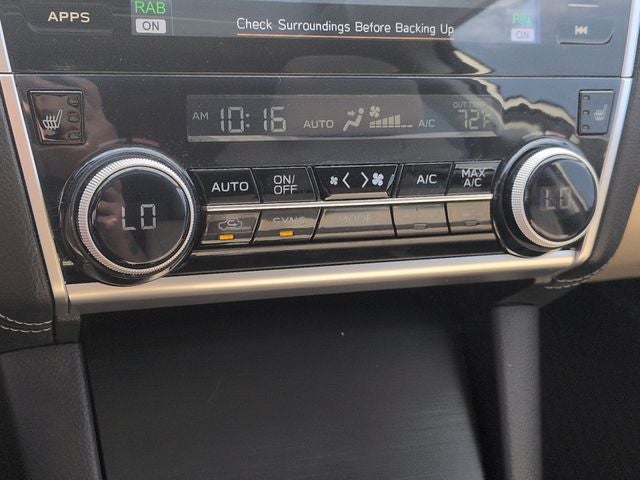 APPS
RAB
ON
Check Surroundings Before Backing Up
ON
AM 10:16 AUTO A/C OUT TEMP 72°F
LO
AUTO
ON/
OFF
A/C
MAX
A/C
SYNC
MODE
LO